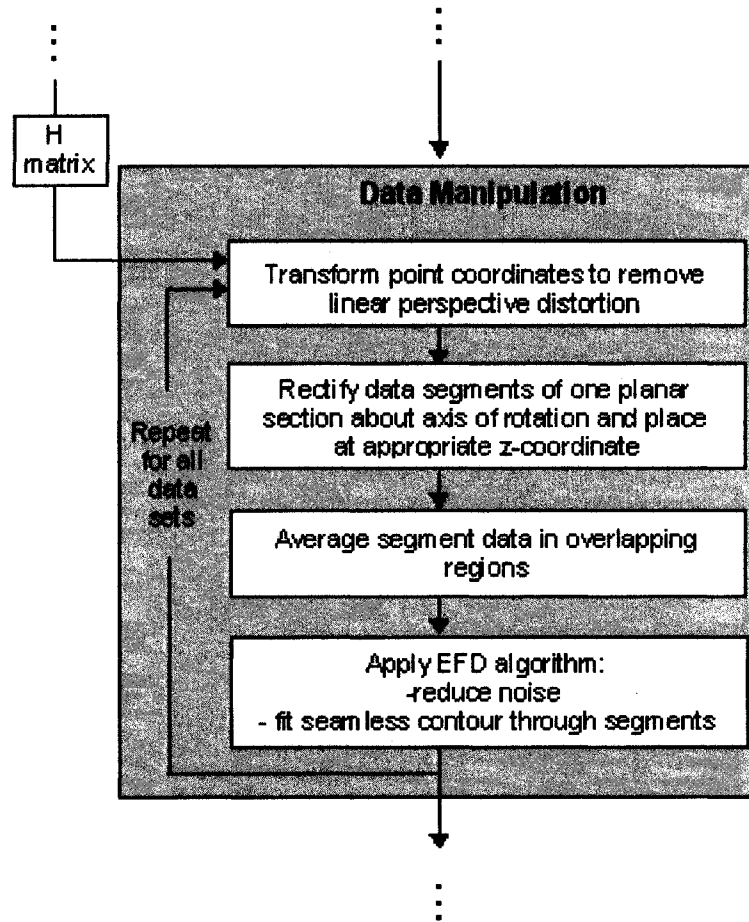 H
matrix
Data Manipulation
Transform point coordinates to remove
linear perspective distortion
Rectify data segments of one planar
section about axis of rotation and place
at appropriate z-coordinate
Repeat
for all
data
sets
Average segment data in overlapping
regions
Apply EFD algorithm:
-reduce noise
- fit seamless contour through segments